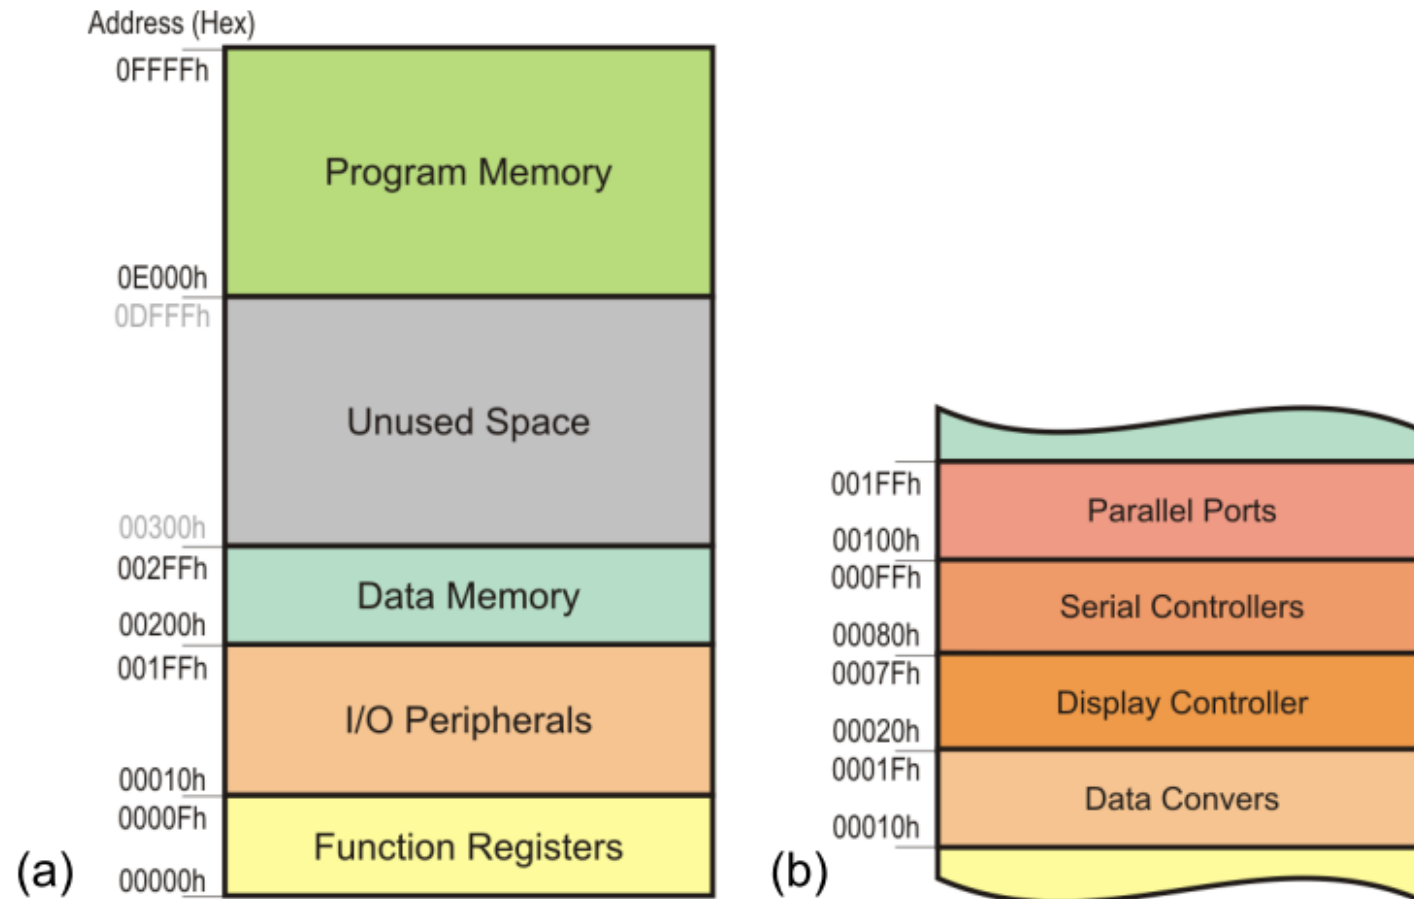 Address (Hex)
0FFFFh
Program Memory
0E000h
0DFFFh
Unused Space
00300h
002FFh
Data Memory
00200h
001FFh
I/O Peripherals
00010h
0000Fh
Function Registers
00000h
(a)
001FFh
Parallel Ports
00100h
000FFh
Serial Controllers
00080h
0007Fh
Display Controller
00020h
0001Fh
Data Convers
00010h
(b)